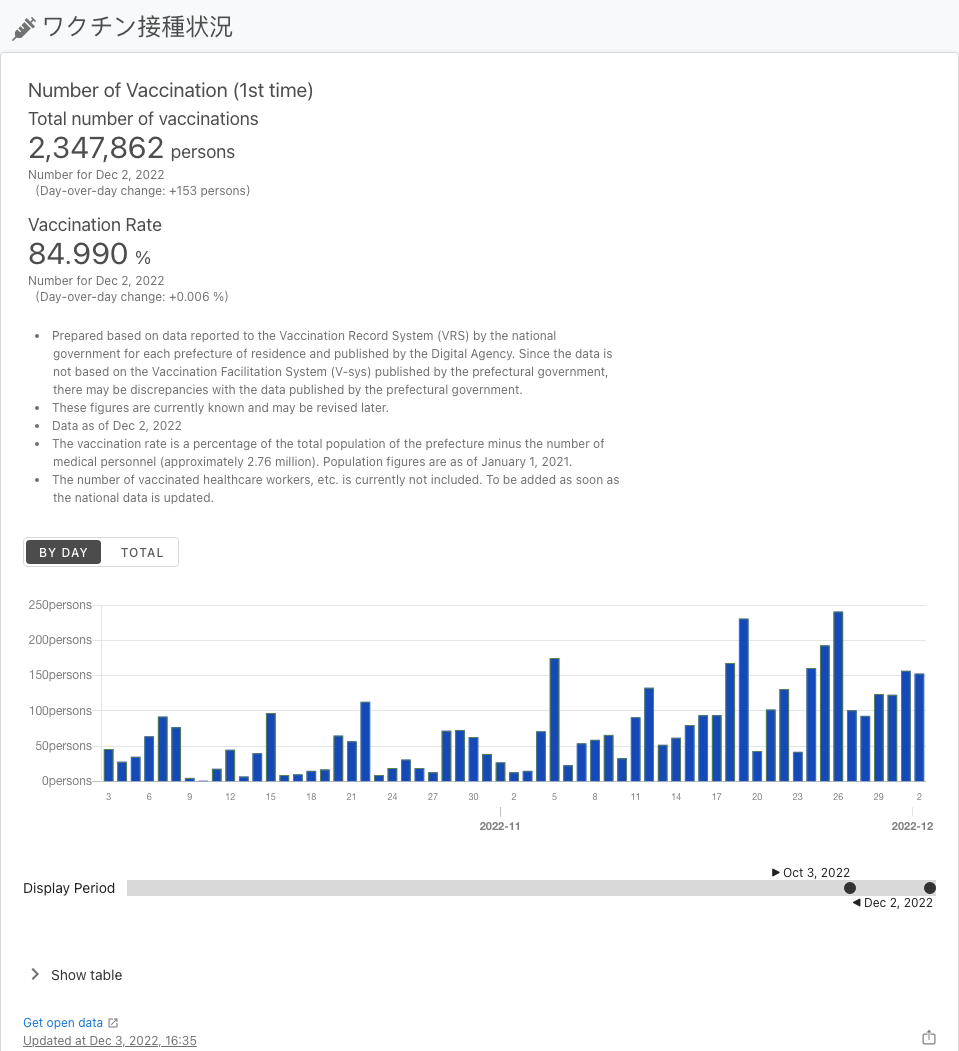 ワクチン接種状況
Number of Vaccination (1st time)
Total number of vaccinations
2,347,862 persons
Number for Dec 2, 2022
(Day-over-day change: +153 persons)
Vaccination Rate
84.990 %
Number for Dec 2, 2022
(Day-over-day change: +0.006 %)
• Prepared based on data reported to the Vaccination Record System (VRS) by the national
government for each prefecture of residence and published by the Digital Agency. Since the data is
not based on the Vaccination Facilitation System (V-sys) published by the prefectural government,
there may be discrepancies with the data published by the prefectural government.
• These figures are currently known and may be revised later.
• Data as of Dec 2, 2022
• The vaccination rate is a percentage of the total population of the prefecture minus the number of
medical personnel (approximately 2.76 million). Population figures are as of January 1, 2021.
• The number of vaccinated healthcare workers, etc. is currently not included. To be added as soon as
the national data is updated.
BY DAY TOTAL
250persons
200persons
150persons
100persons
50persons
0persons
3 6 9 12 15 18 21 24 27 30 2 5 8 11 14 17 20 23 26 29 2
2022-11 2022-12
Oct 3, 2022
Display Period
Dec 2, 2022
Show table
Get open data
Updated at Dec 3, 2022, 16:35